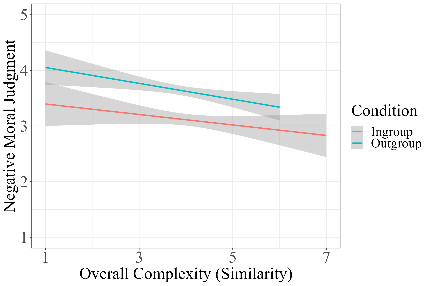 5
4
3
2
1
Negative Moral Judgment
1 3 5 7
Overall Complexity (Similarity)
Condition
Ingroup
Outgroup